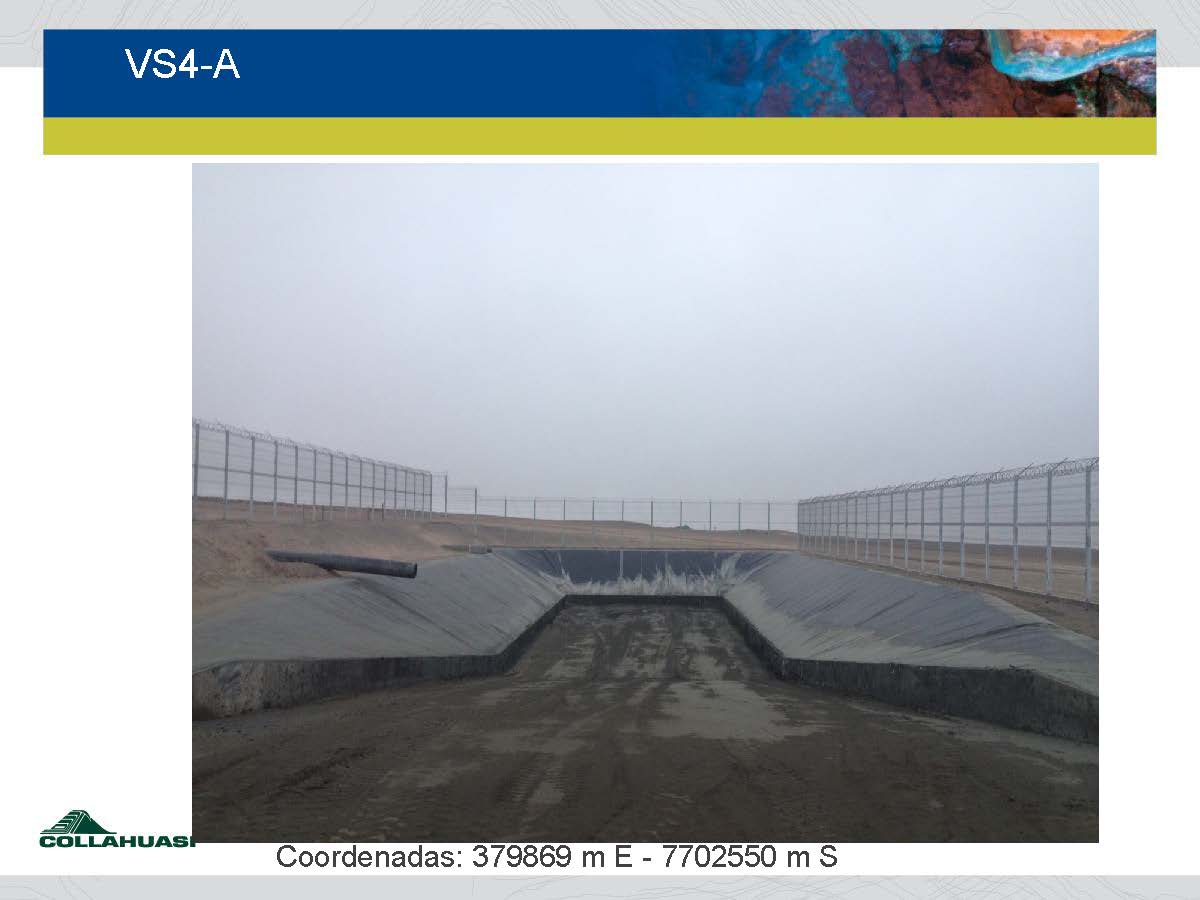 VS4-A
COLLAHUASI
Coordenadas: 379869 m E - 7702550 m S